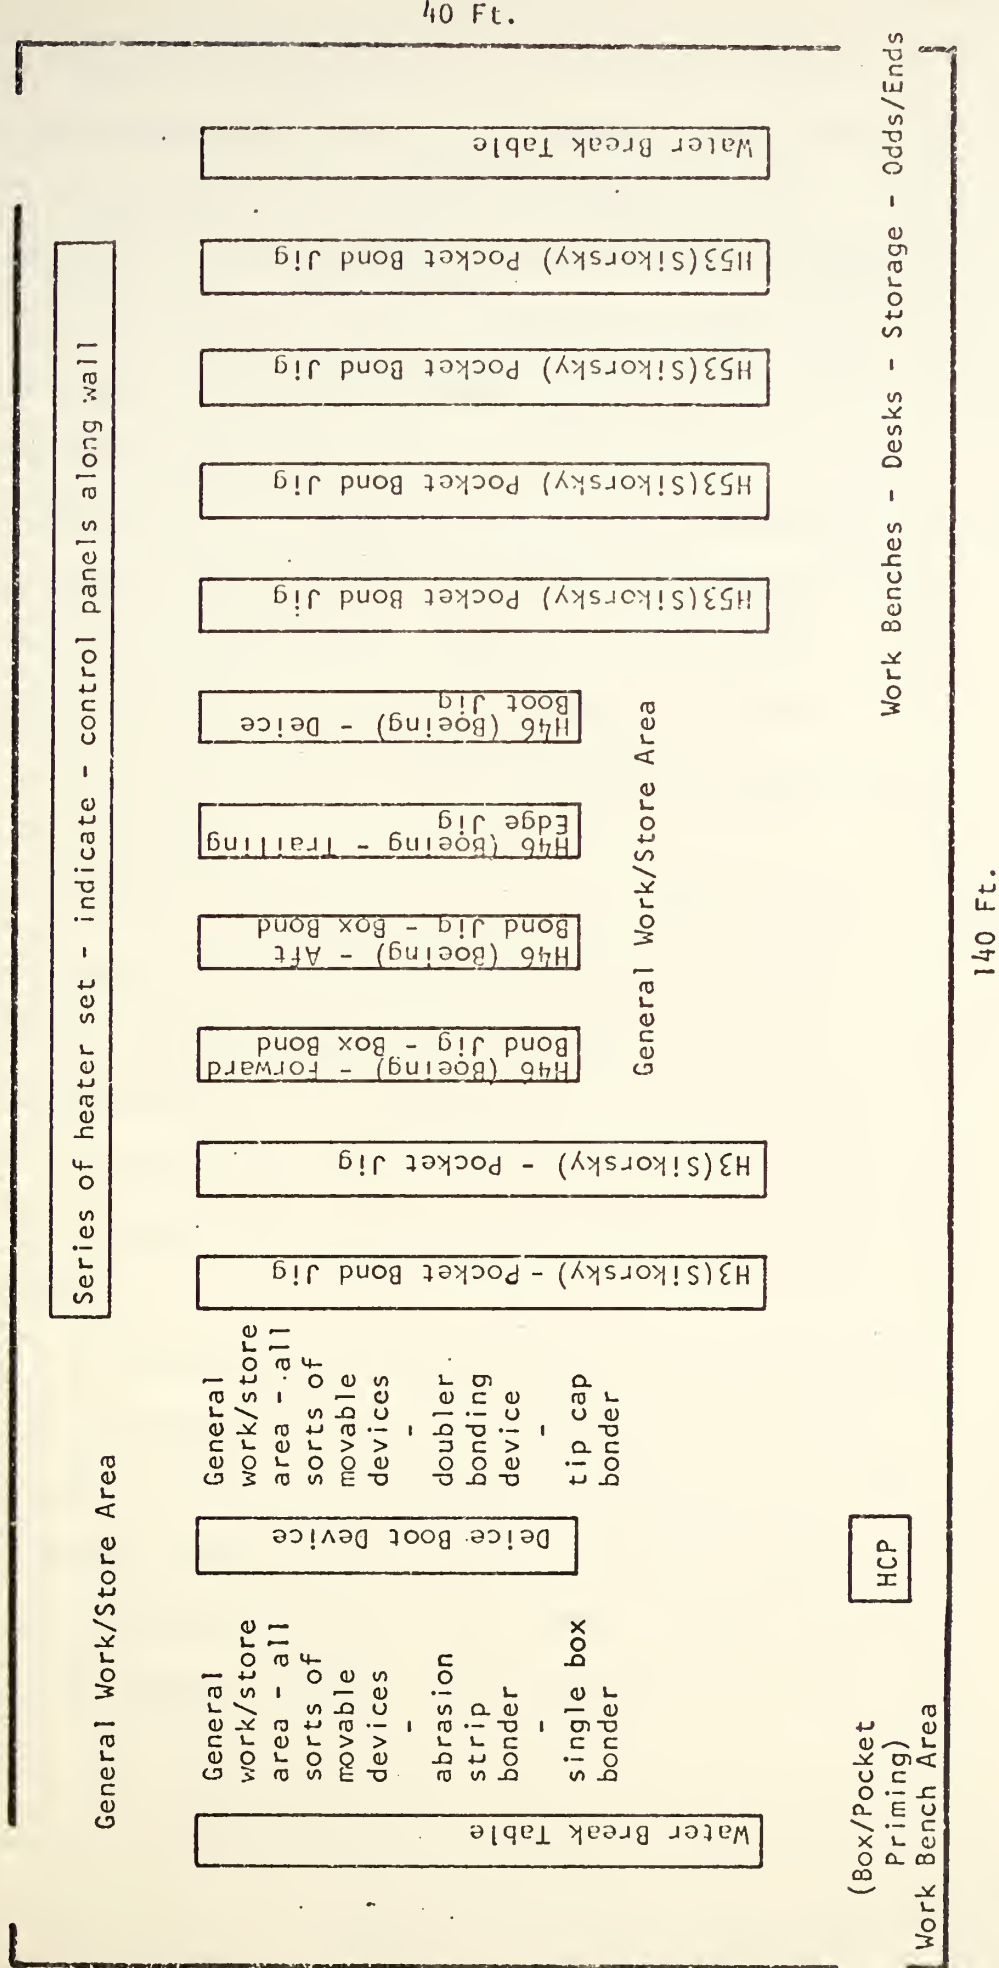 40 Ft.
Series of heater set - indicate - control panels along wall
General Work/Store Area
Water Break Table
General
work/store
area - all
sorts of
movable
devices
-
abrasion
strip
bonder
-
single box
bonder
Deice Boot Device
General
work/store
area - all
sorts of
movable
devices
-
doubler
bonding
device
-
tip cap
bonder
H3(Sikorsky) - Pocket Bond Jig
H3(Sikorsky) - Pocket Jig
H46 (Boeing) - Forward
Bond Jig - Box Bond
H46 (Boeing) - Aft
Bond Jig - Box Bond
H46 (Boeing) - Trailing
Edge Jig
H46 (Boeing) - Deice
Boot Jig
H53(Sikorsky) Pocket Bond Jig
H53(Sikorsky) Pocket Bond Jig
H53(Sikorsky) Pocket Bond Jig
H53(Sikorsky) Pocket Bond Jig
Water Break Table
General Work/Store Area
(Box/Pocket
Priming)
Work Bench Area
HCP
Work Benches - Desks - Storage - Odds/Ends
140 Ft.